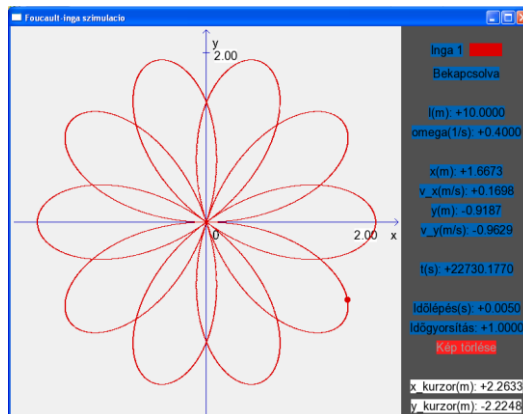 Foucault-inga szimulacio
y
2.00
0
2.00
x
Inga 1
Bekapcsolva
l(m): +10.0000
omega(1/s): +0.4000
x(m): +1.6673
v_x(m/s): +0.1698
y(m): -0.9187
v_y(m/s): -0.9629
t(s): +22730.1770
Időlépés(s): +0.0050
Időgyorsítás: +1.0000
Kép törlése
x_kurzor(m): +2.2633
y_kurzor(m): -2.2248